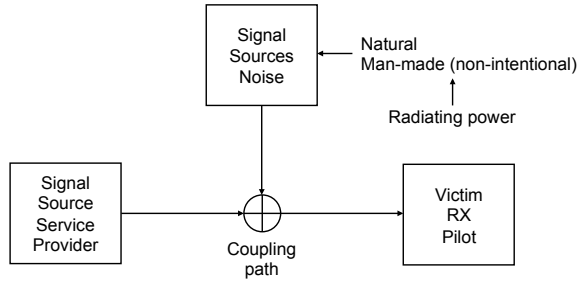 Signal
Sources
Noise
Natural
Man-made (non-intentional)
Radiating power
Signal
Source
Service
Provider
Coupling
path
Victim
RX
Pilot